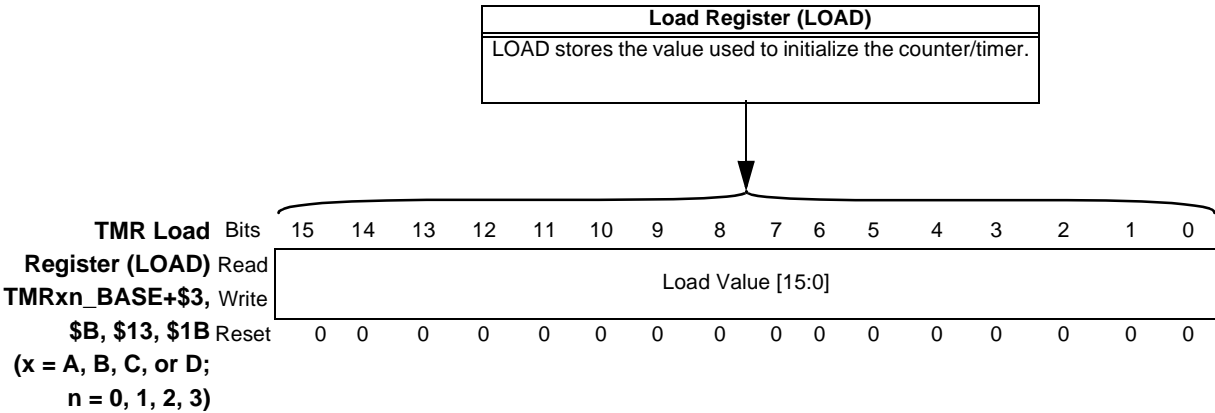 Load Register (LOAD)
LOAD stores the value used to initialize the counter/timer.
TMR Load Bits 15 14 13 12 11 10 9 8 7 6 5 4 3 2 1 0
Register (LOAD) Read
Load Value [15:0]
TMRxn_BASE+$3, Write
$B, $13, $1B Reset 0 0 0 0 0 0 0 0 0 0 0 0 0 0 0 0
(x = A, B, C, or D;
n = 0, 1, 2, 3)